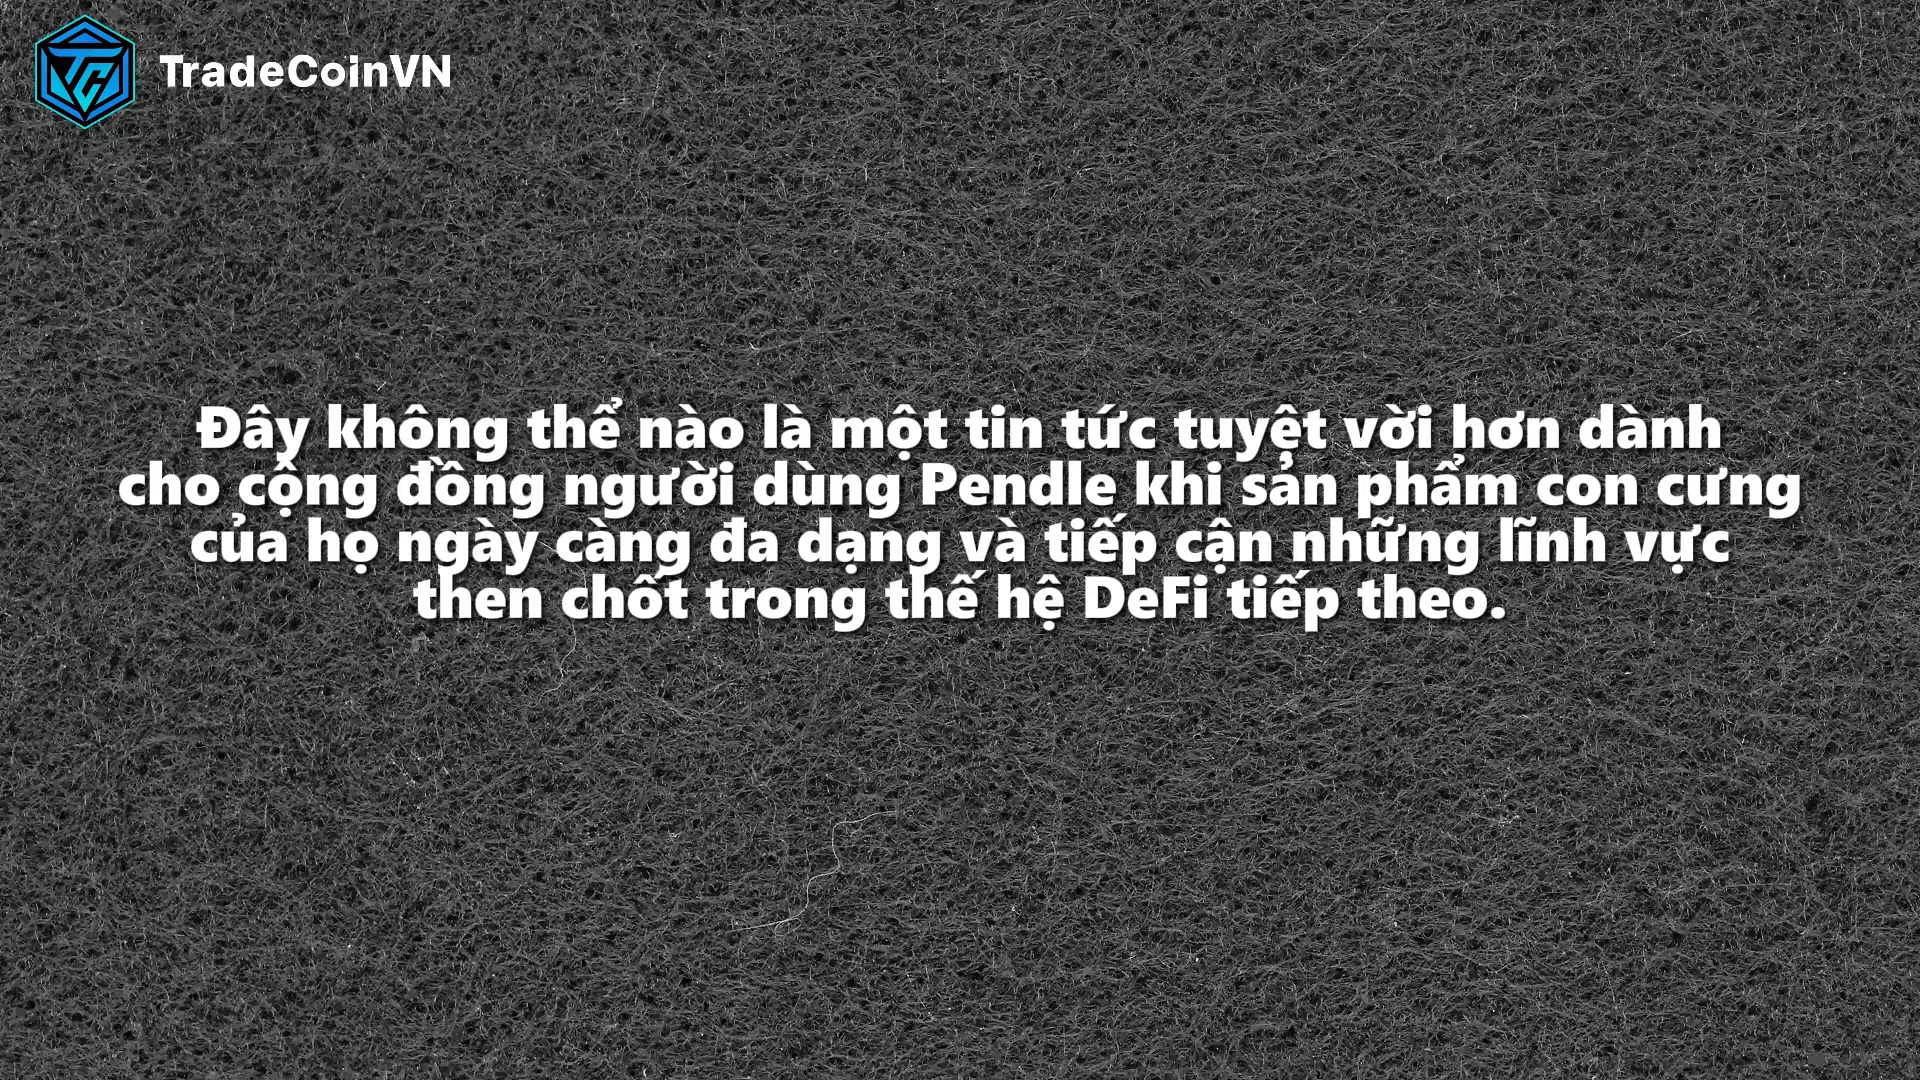 TradeCoinVN
Đây không thể nào là một tin tức tuyệt vời hơn dành
cho cộng đồng người dùng Pendle khi sản phẩm con cưng
của họ ngày càng đa dạng và tiếp cận những lĩnh vực
then chốt trong thế hệ DeFi tiếp theo.